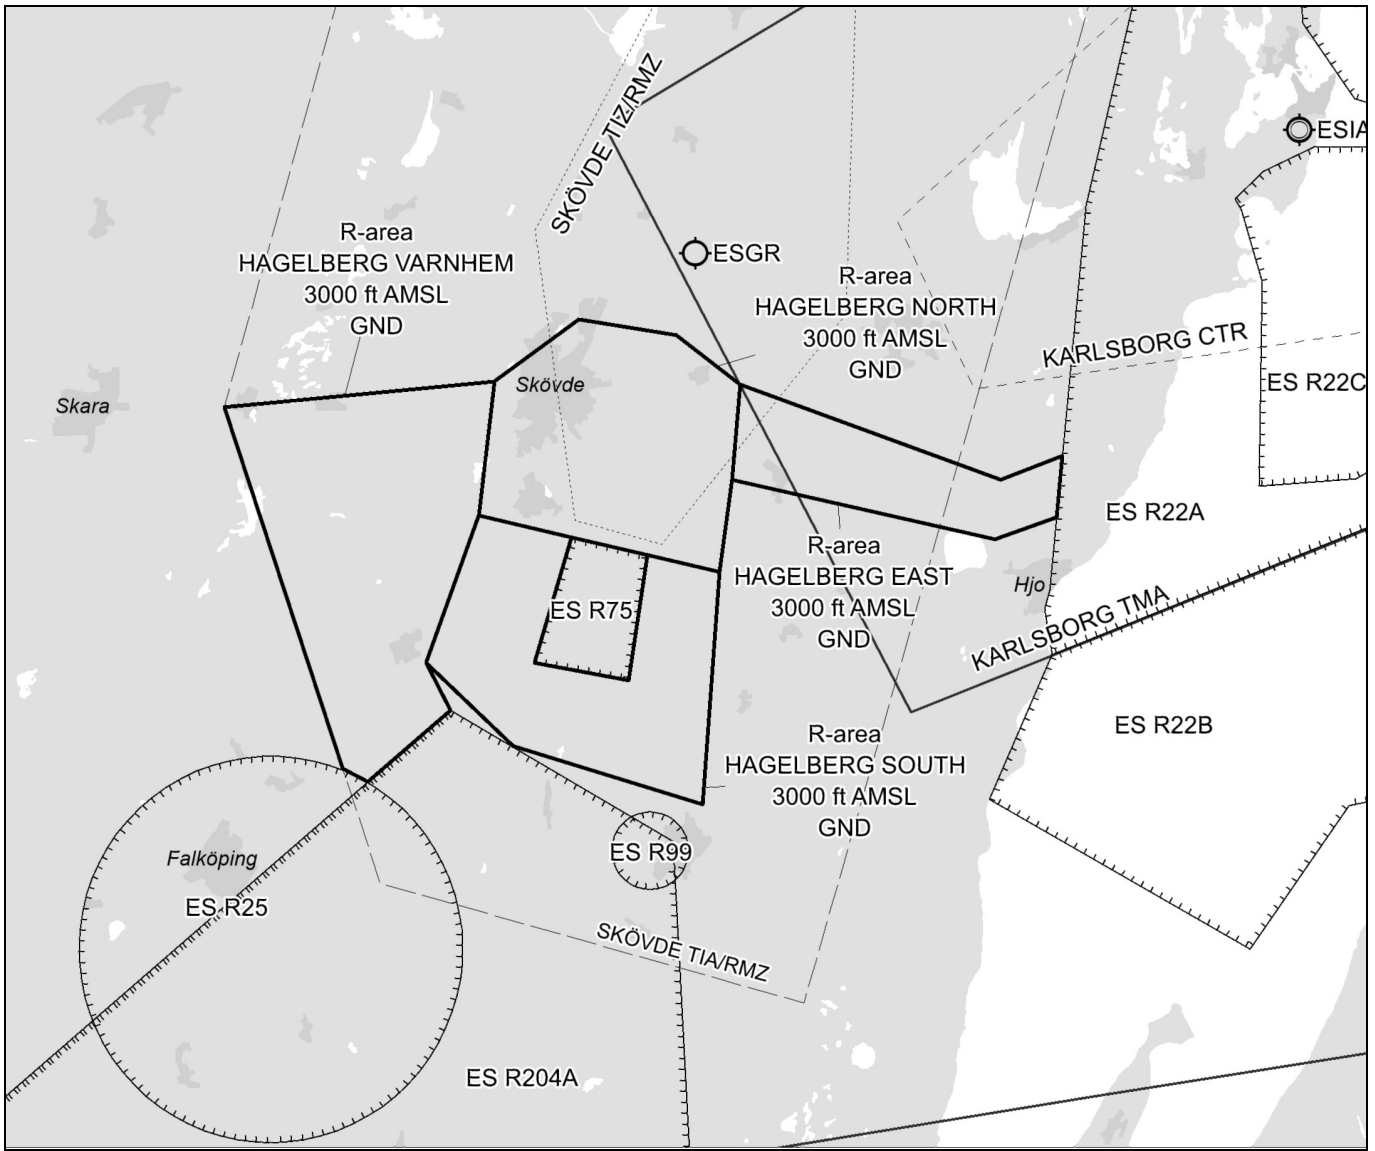 SKÖVDE TIZ/RMZ
ESIA
R-area
HAGELBERG VARNHEM
3000 ft AMSL
GND
ESGR
R-area
HAGELBERG NORTH
3000 ft AMSL
GND
KARLSBORG CTR
ES R22C
Skara
Skövde
ES R22A
R-area
HAGELBERG EAST
3000 ft AMSL
GND
Hjo
ES R75
KARLSBORG TMA
ES R22B
R-area
HAGELBERG SOUTH
3000 ft AMSL
GND
ES R99
Falköping
ES R25
SKÖVDE TIA/RMZ
ES R204A